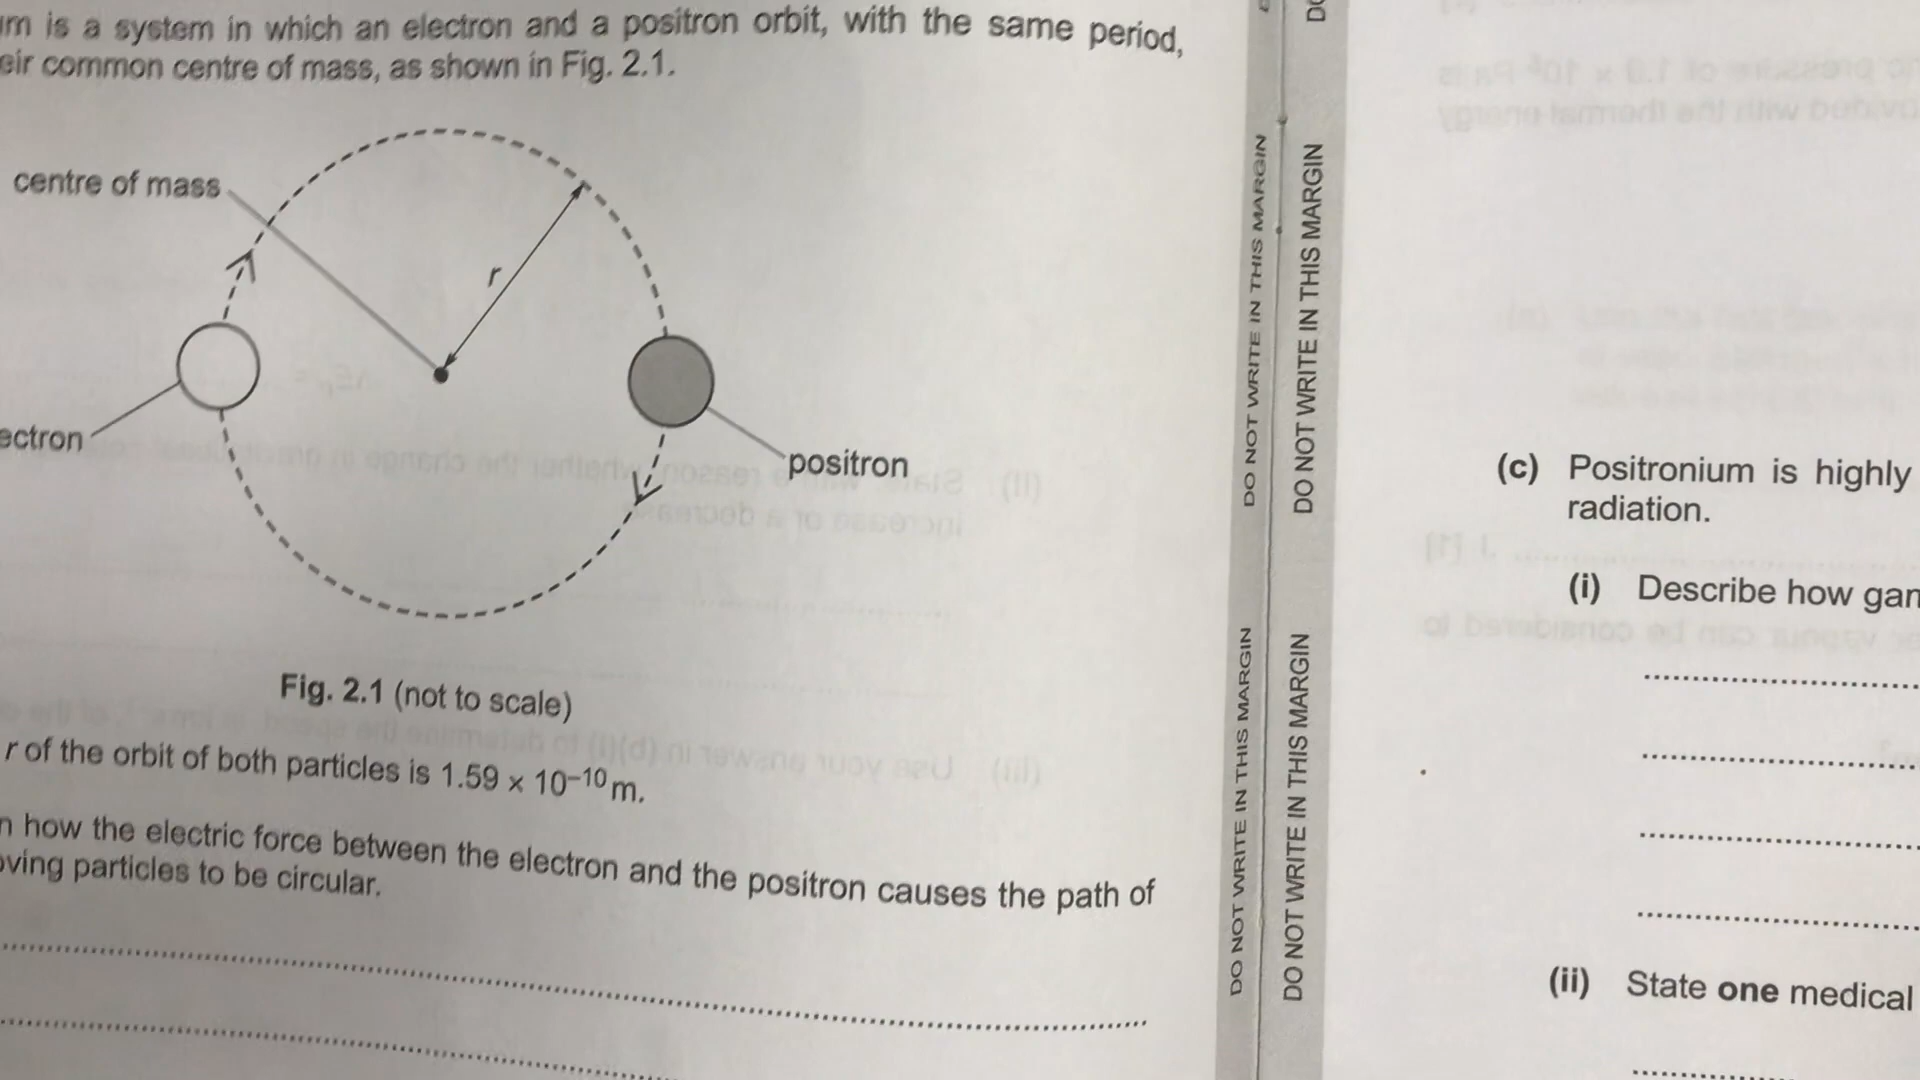 um is a system in which an electron and a positron orbit, with the same period,
eir common centre of mass, as shown in Fig. 2.1.
centre of mass
r
ectron
positron
Fig. 2.1 (not to scale)
r of the orbit of both particles is 1.59 × 10⁻¹⁰ m.
n how the electric force between the electron and the positron causes the path of
oving particles to be circular.
DO NOT WRITE IN THIS MARGIN
DO NOT WRITE IN THIS MARGIN
DO NOT WRITE IN THIS MARGIN
DO NOT WRITE IN THIS MARGIN
(c) Positronium is highly
radiation.
(i) Describe how gam
(ii) State one medical